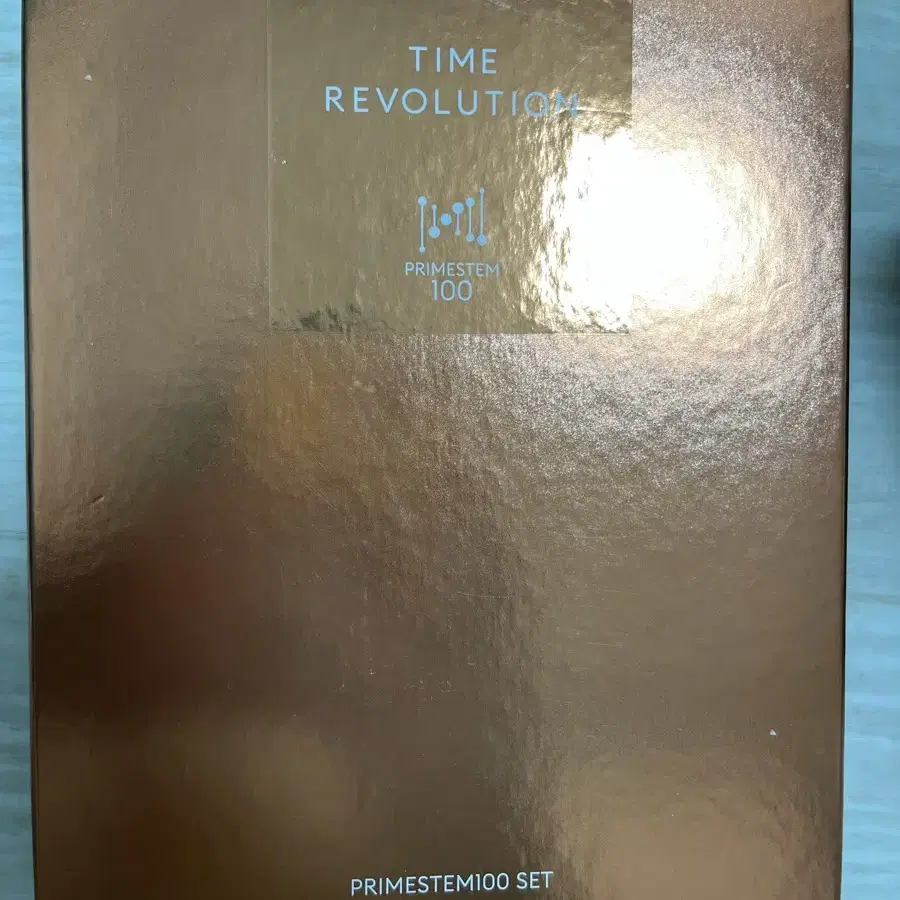 TIME
REVOLUTION
PRIMESTEM
100
PRIMESTEM100 SET